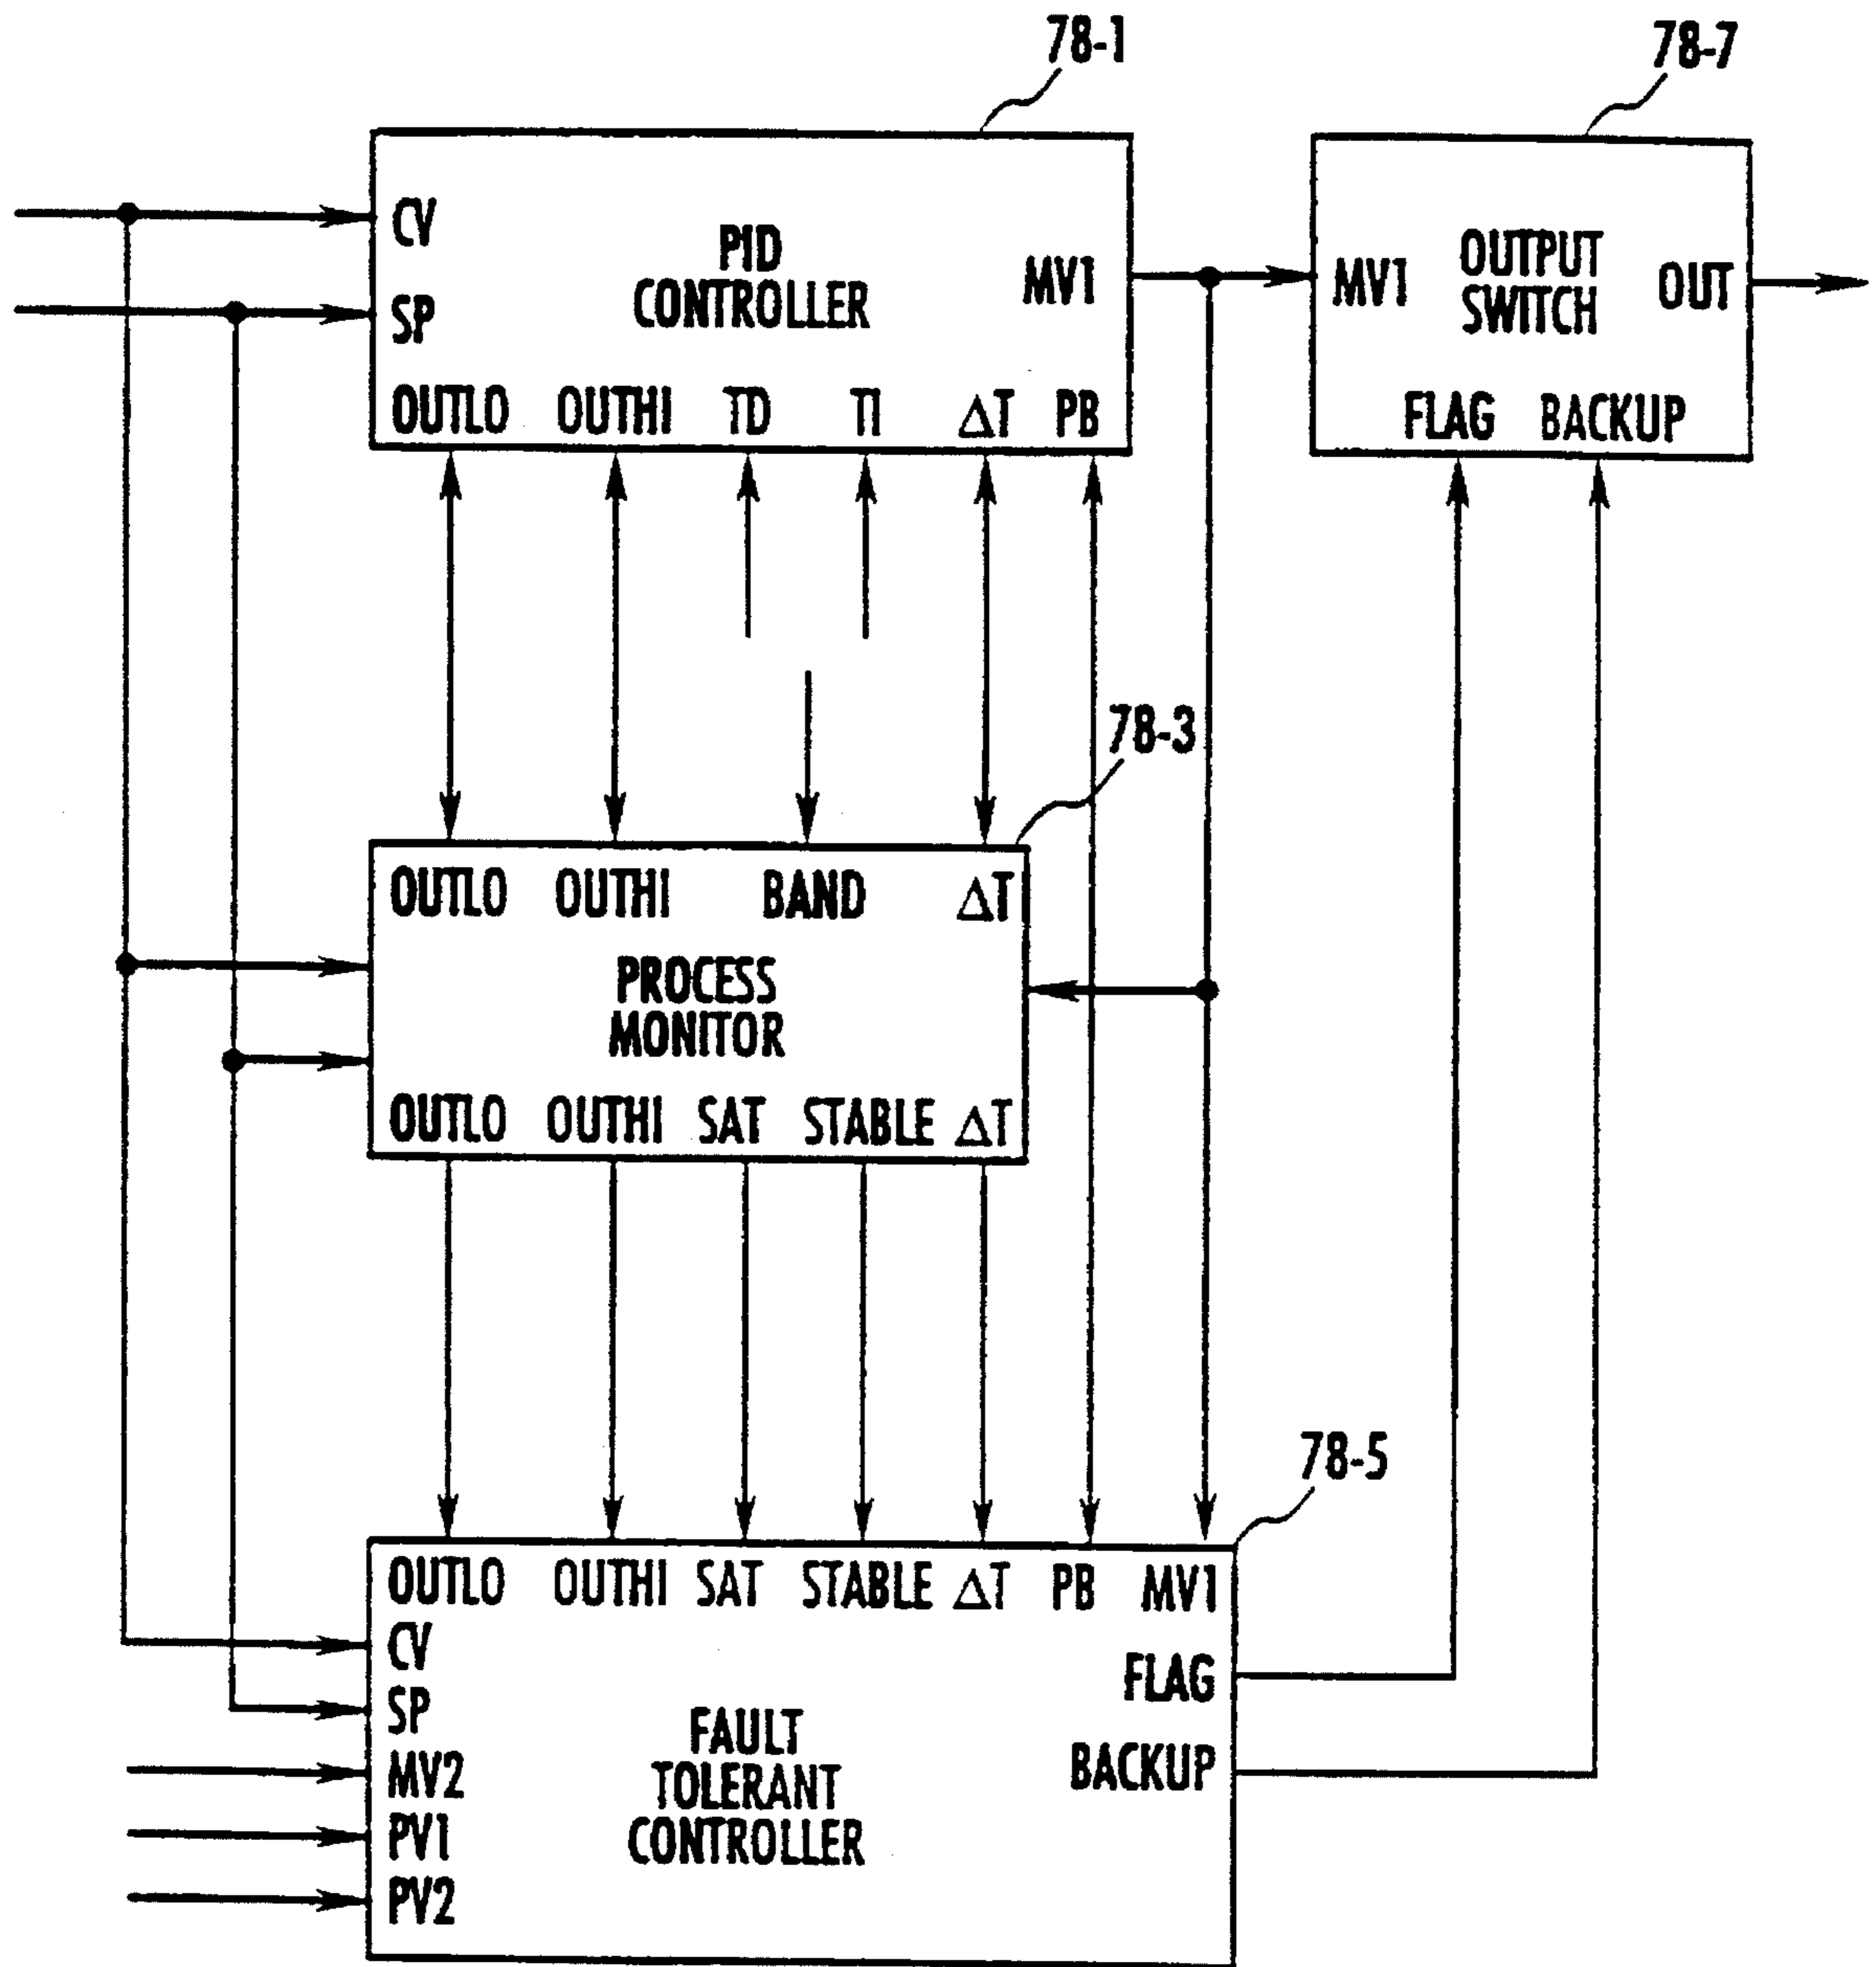 78-1
78-7
CV
SP
PID
CONTROLLER
MV1
OUTLO OUTHI TD TI ΔT PB
MV1
OUTPUT
SWITCH
OUT
FLAG BACKUP
78-3
OUTLO OUTHI BAND ΔT
PROCESS
MONITOR
OUTLO OUTHI SAT STABLE ΔT
78-5
OUTLO OUTHI SAT STABLE ΔT PB MV1
CV
SP
MV2
PV1
PV2
FAULT
TOLERANT
CONTROLLER
FLAG
BACKUP